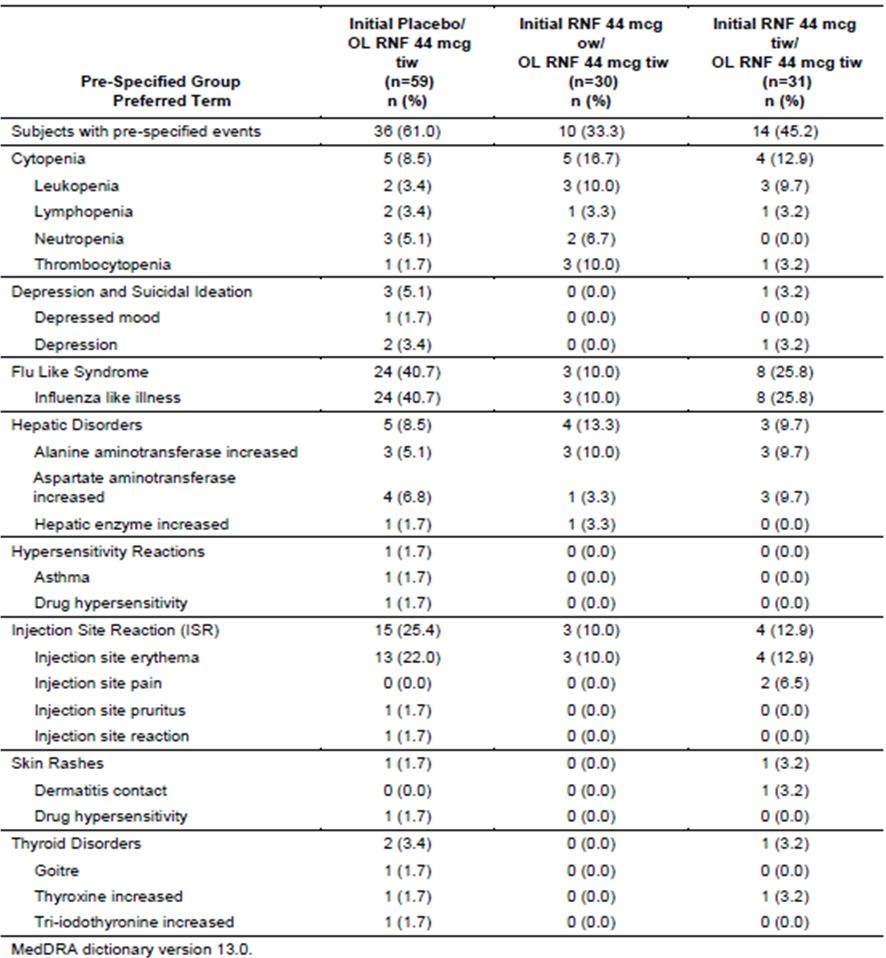 Pre-Specified Group
Preferred Term
Initial Placebo/
OL RNF 44 mcg
tiw
(n=59)
n (%)
Initial RNF 44 mcg
ow/
OL RNF 44 mcg tiw
(n=30)
n (%)
Initial RNF 44 mcg
tiw/
OL RNF 44 mcg tiw
(n=31)
n (%)
Subjects with pre-specified events 36 (61.0) 10 (33.3) 14 (45.2)
Cytopenia 5 (8.5) 5 (16.7) 4 (12.9)
Leukopenia 2 (3.4) 3 (10.0) 3 (9.7)
Lymphopenia 2 (3.4) 1 (3.3) 1 (3.2)
Neutropenia 3 (5.1) 2 (6.7) 0 (0.0)
Thrombocytopenia 1 (1.7) 3 (10.0) 1 (3.2)
Depression and Suicidal Ideation 3 (5.1) 0 (0.0) 1 (3.2)
Depressed mood 1 (1.7) 0 (0.0) 0 (0.0)
Depression 2 (3.4) 0 (0.0) 1 (3.2)
Flu Like Syndrome 24 (40.7) 3 (10.0) 8 (25.8)
Influenza like illness 24 (40.7) 3 (10.0) 8 (25.8)
Hepatic Disorders 5 (8.5) 4 (13.3) 3 (9.7)
Alanine aminotransferase increased 3 (5.1) 3 (10.0) 3 (9.7)
Aspartate aminotransferase
increased 4 (6.8) 1 (3.3) 3 (9.7)
Hepatic enzyme increased 1 (1.7) 1 (3.3) 0 (0.0)
Hypersensitivity Reactions 1 (1.7) 0 (0.0) 0 (0.0)
Asthma 1 (1.7) 0 (0.0) 0 (0.0)
Drug hypersensitivity 1 (1.7) 0 (0.0) 0 (0.0)
Injection Site Reaction (ISR) 15 (25.4) 3 (10.0) 4 (12.9)
Injection site erythema 13 (22.0) 3 (10.0) 4 (12.9)
Injection site pain 0 (0.0) 0 (0.0) 2 (6.5)
Injection site pruritus 1 (1.7) 0 (0.0) 0 (0.0)
Injection site reaction 1 (1.7) 0 (0.0) 0 (0.0)
Skin Rashes 1 (1.7) 0 (0.0) 1 (3.2)
Dermatitis contact 0 (0.0) 0 (0.0) 1 (3.2)
Drug hypersensitivity 1 (1.7) 0 (0.0) 0 (0.0)
Thyroid Disorders 2 (3.4) 0 (0.0) 1 (3.2)
Goitre 1 (1.7) 0 (0.0) 0 (0.0)
Thyroxine increased 1 (1.7) 0 (0.0) 1 (3.2)
Tri-iodothyronine increased 1 (1.7) 0 (0.0) 0 (0.0)
MedDRA dictionary version 13.0.